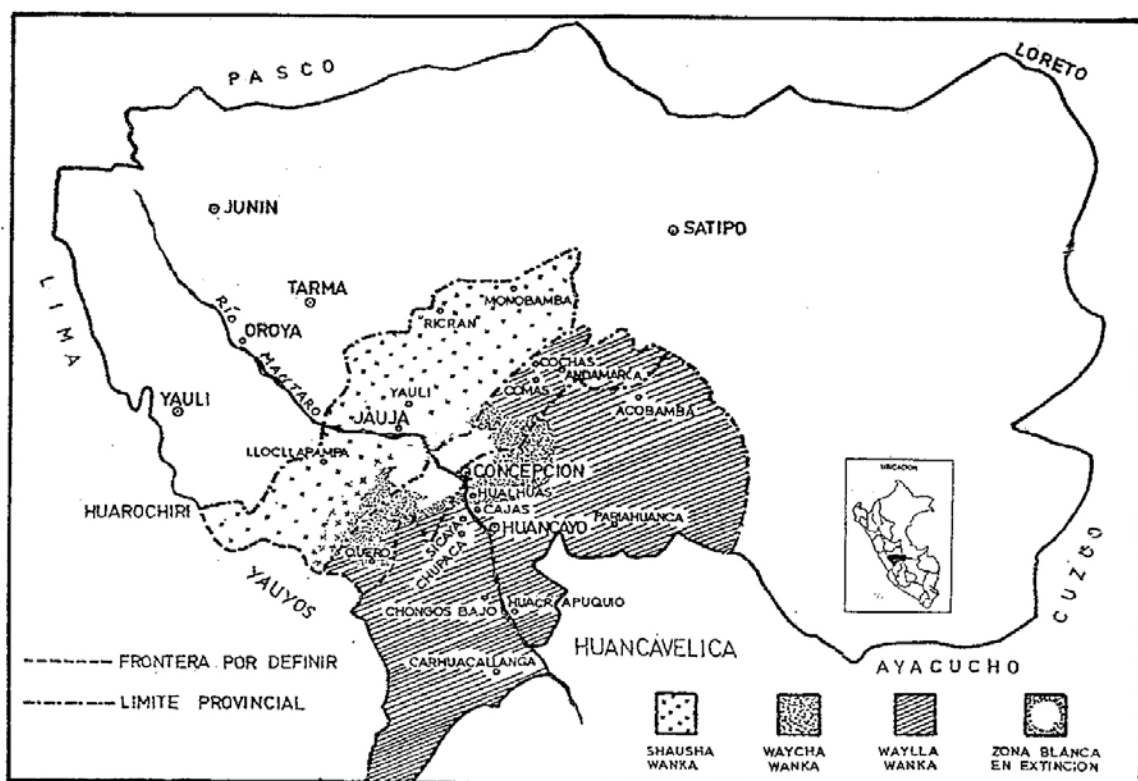 PASCO
LORETO
JUNIN
SATIPO
LIMA
TARMA
MONOBAMBA
RICRAN
RÍO MANTARO
OROYA
COCHAS
ANDAMARCA
COMAS
YAULI
YAULI
ACOBAMBA
JAUJA
LLOCLLAPAMPA
CONCEPCION
UBICACION
HUALHUAS
HUAROCHIRI
CAJAS
SICAYA
HUANCAYO
PARIAHUANCA
CHUPACA
QUERO
CUZCO
YAUYOS
CHONGOS BAJO
HUACRAPUQUIO
HUANCAVELICA
FRONTERA POR DEFINIR
CARHUACALLANGA
AYACUCHO
LIMITE PROVINCIAL
SHAUSHA
WANKA
WAYCHA
WANKA
WAYLLA
WANKA
ZONA BLANCA
EN EXTINCION